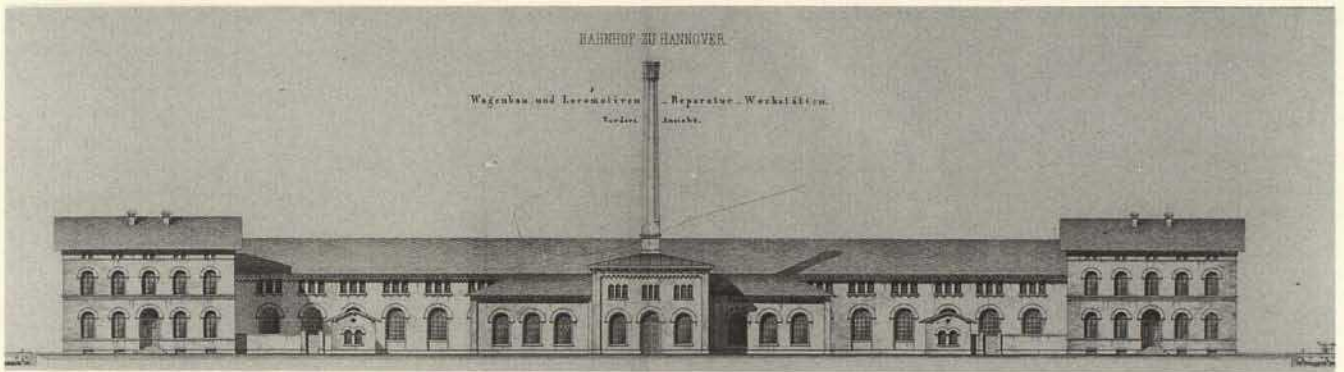 BAHNHOF ZU HANNOVER.
Wagenbau und Locomotiven - Reparatur - Werkstätten.
Vordere Ansicht.